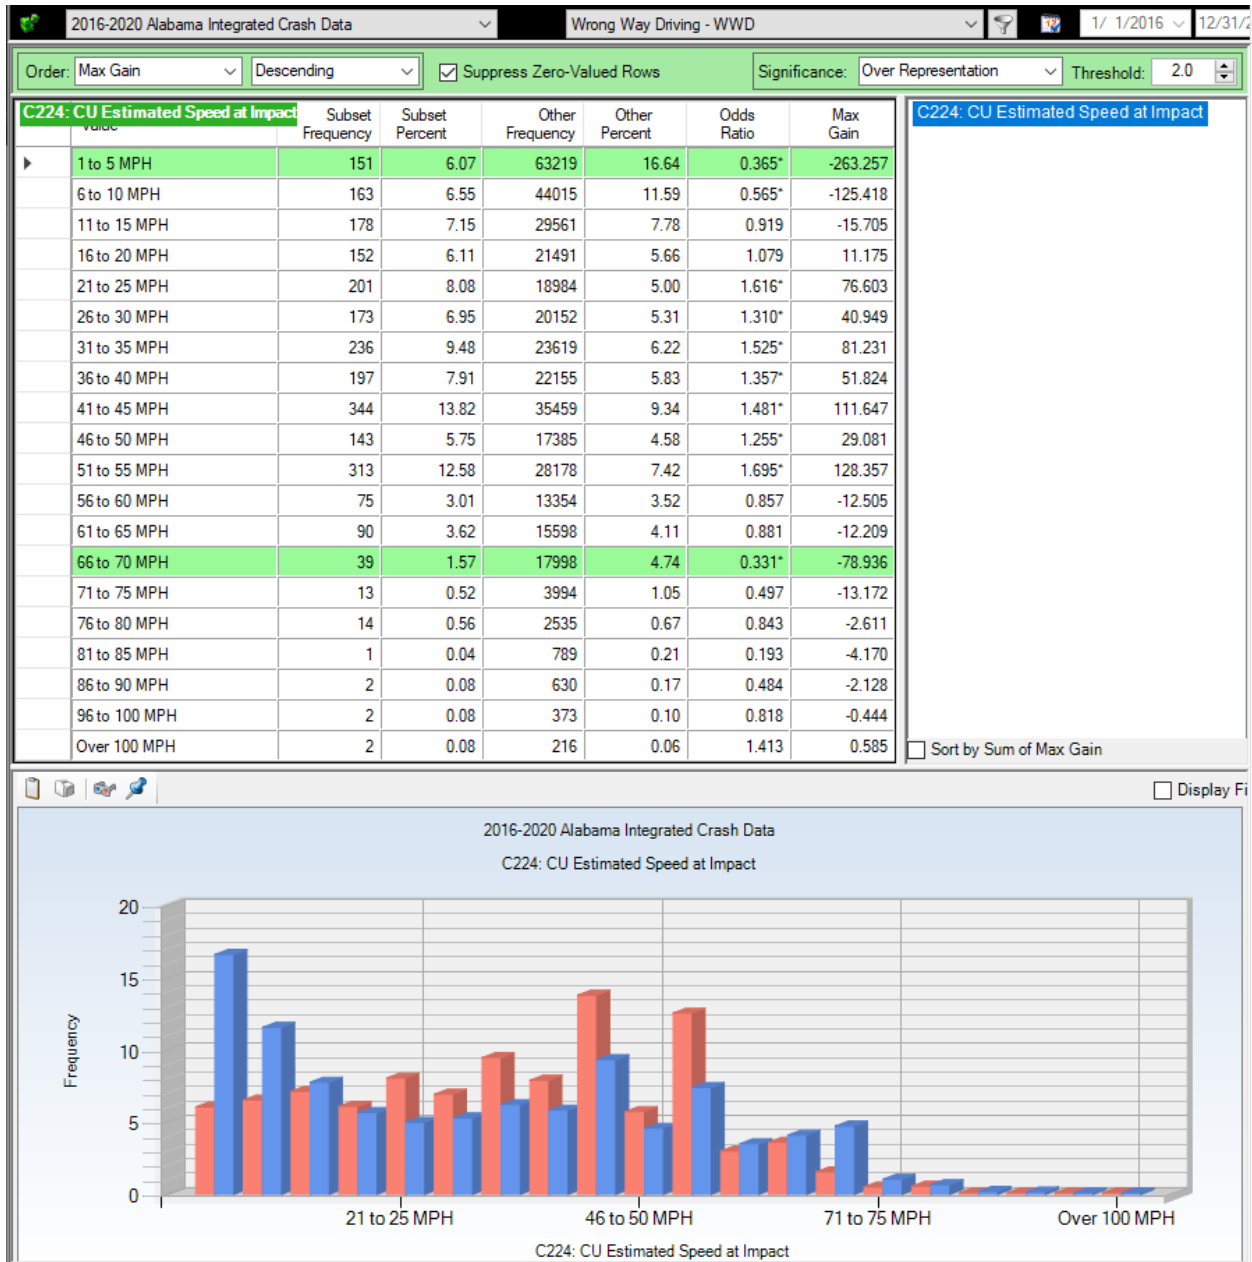 2016-2020 Alabama Integrated Crash Data Wrong Way Driving - WWD 1/ 1/2016 12/31/2
Order: Max Gain Descending Suppress Zero-Valued Rows Significance: Over Representation Threshold: 2.0
C224: CU Estimated Speed at Impact Subset Frequency Subset Percent Other Frequency Other Percent Odds Ratio Max Gain C224: CU Estimated Speed at Impact
1 to 5 MPH 151 6.07 63219 16.64 0.365* -263.257
6 to 10 MPH 163 6.55 44015 11.59 0.565* -125.418
11 to 15 MPH 178 7.15 29561 7.78 0.919 -15.705
16 to 20 MPH 152 6.11 21491 5.66 1.079 11.175
21 to 25 MPH 201 8.08 18984 5.00 1.616* 76.603
26 to 30 MPH 173 6.95 20152 5.31 1.310* 40.949
31 to 35 MPH 236 9.48 23619 6.22 1.525* 81.231
36 to 40 MPH 197 7.91 22155 5.83 1.357* 51.824
41 to 45 MPH 344 13.82 35459 9.34 1.481* 111.647
46 to 50 MPH 143 5.75 17385 4.58 1.255* 29.081
51 to 55 MPH 313 12.58 28178 7.42 1.695* 128.357
56 to 60 MPH 75 3.01 13354 3.52 0.857 -12.505
61 to 65 MPH 90 3.62 15598 4.11 0.881 -12.209
66 to 70 MPH 39 1.57 17998 4.74 0.331* -78.936
71 to 75 MPH 13 0.52 3994 1.05 0.497 -13.172
76 to 80 MPH 14 0.56 2535 0.67 0.843 -2.611
81 to 85 MPH 1 0.04 789 0.21 0.193 -4.170
86 to 90 MPH 2 0.08 630 0.17 0.484 -2.128
96 to 100 MPH 2 0.08 373 0.10 0.818 -0.444
Over 100 MPH 2 0.08 216 0.06 1.413 0.585
Sort by Sum of Max Gain
Display Fi
2016-2020 Alabama Integrated Crash Data
C224: CU Estimated Speed at Impact
20
15
10
5
0
Frequency
21 to 25 MPH 46 to 50 MPH 71 to 75 MPH Over 100 MPH
C224: CU Estimated Speed at Impact